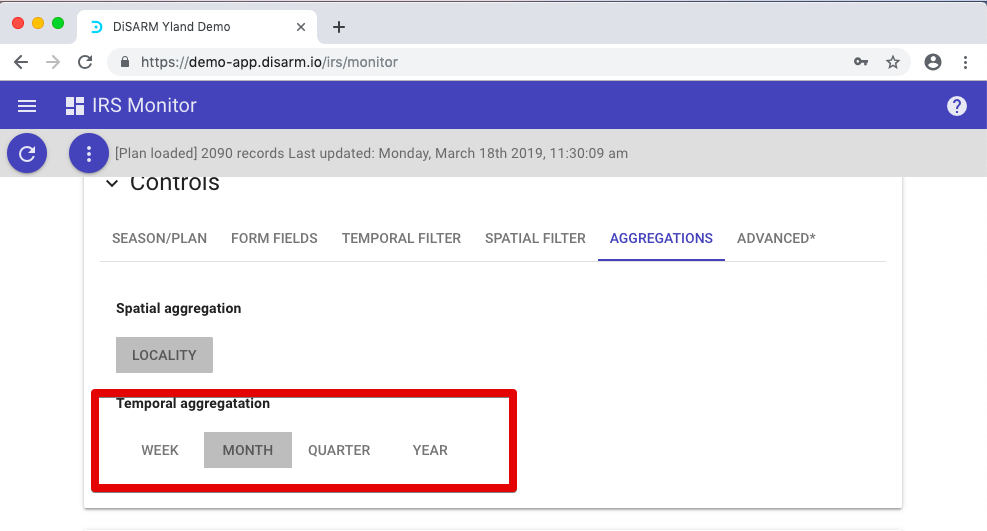 DiSARM Yland Demo
https://demo-app.disarm.io/irs/monitor
IRS Monitor
[Plan loaded] 2090 records Last updated: Monday, March 18th 2019, 11:30:09 am
Controls
SEASON/PLAN FORM FIELDS TEMPORAL FILTER SPATIAL FILTER AGGREGATIONS ADVANCED*
Spatial aggregation
LOCALITY
Temporal aggregatation
WEEK MONTH QUARTER YEAR